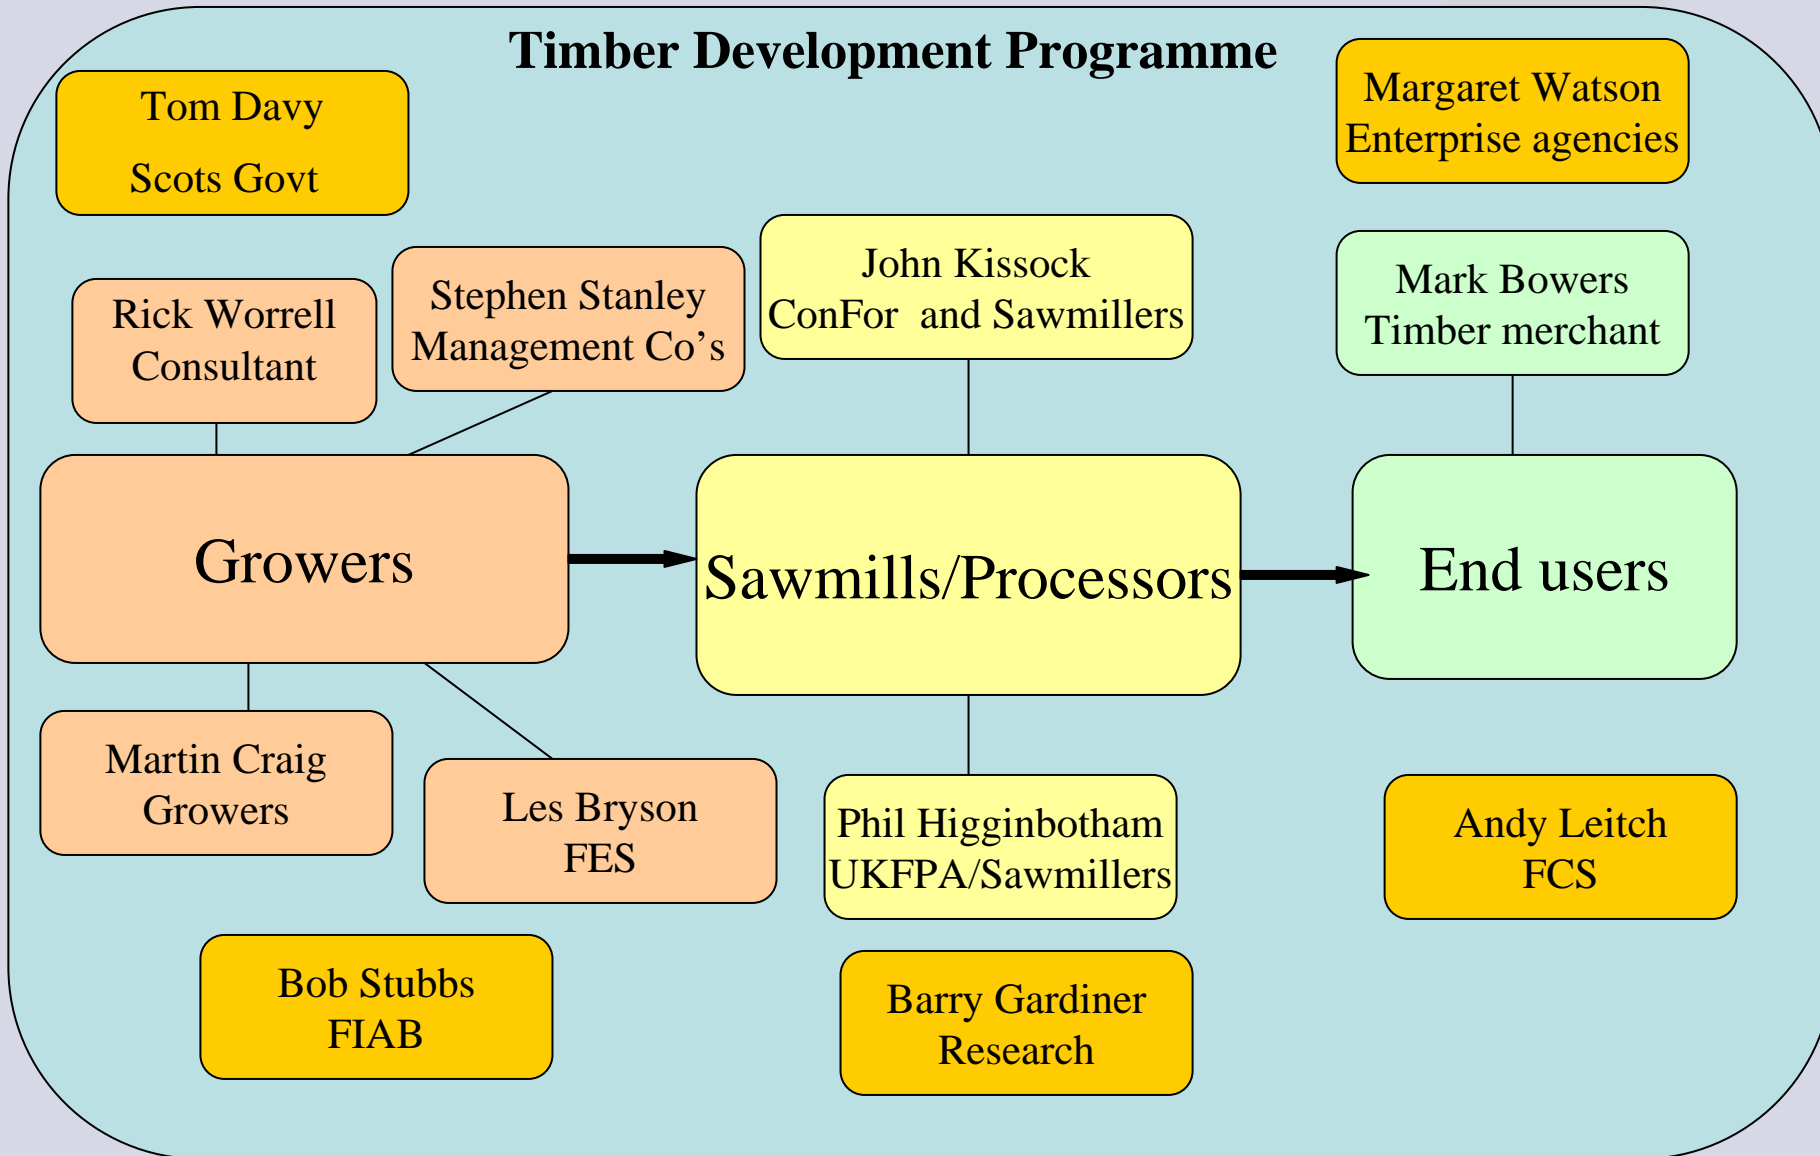 Timber Development Programme
Tom Davy
Scots Govt
Margaret Watson
Enterprise agencies
Rick Worrell
Consultant
Stephen Stanley
Management Co’s
John Kissock
ConFor  and Sawmillers
Mark Bowers
Timber merchant
Growers
Sawmills/Processors
End users
Martin Craig
Growers
Les Bryson
FES
Phil Higginbotham
UKFPA/Sawmillers
Andy Leitch
FCS
Bob Stubbs
FIAB
Barry Gardiner
Research